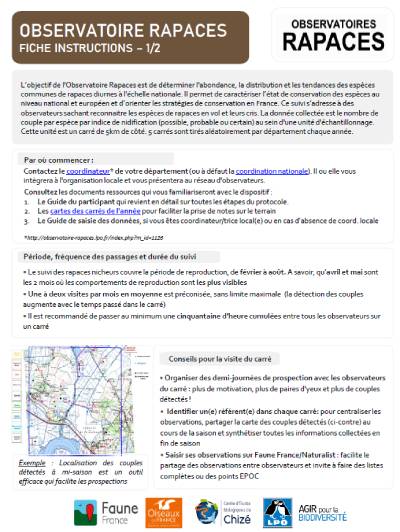 OBSERVATOIRE RAPACES
FICHE INSTRUCTIONS – 1/2
OBSERVATOIRES
RAPACES
L'objectif de l'Observatoire Rapaces est de déterminer l'abondance, la distribution et les tendances des espèces
communes de rapaces diurnes à l'échelle nationale. Il permet de caractériser l'état de conservation des espèces au
niveau national et européen et d'orienter les stratégies de conservation en France. Ce suivi s'adresse à des
observateurs sachant reconnaître les espèces de rapaces en vol et leurs cris. La donnée collectée est le nombre de
couple par espèce par indice de nidification (possible, probable ou certain) au sein d'une unité d'échantillonnage.
Cette unité est un carré de 5km de côté. 5 carrés sont tirés aléatoirement par département chaque année.
Par où commencer :
Contactez le coordinateur* de votre département (ou à défaut la coordination nationale). Il ou elle vous
intègrera à l'organisation locale et vous présentera au réseau d'observateurs.
Consultez les documents ressources qui vous familiariseront avec le dispositif :
1. Le Guide du participant qui revient en détail sur toutes les étapes du protocole.
2. Les cartes des carrés de l'année pour faciliter la prise de notes sur le terrain
3. Le Guide de saisie des données, si vous êtes coordinateur/trice local(e) ou en cas d'absence de coord. locale
*http://observatoire-rapaces.lpo.fr/index.php?m_id=1126
Période, fréquence des passages et durée du suivi
• Le suivi des rapaces nicheurs couvre la période de reproduction, de février à août. A savoir, qu'avril et mai sont
les 2 mois où les comportements de reproduction sont les plus visibles
• Une à deux visites par mois en moyenne est préconisée, sans limite maximale (la détection des couples
augmente avec le temps passé dans le carré)
• Il est recommandé de passer au minimum une cinquantaine d'heure cumulées entre tous les observateurs sur
un carré
Conseils pour la visite du carré
• Organiser des demi-journées de prospection avec les observateurs
du carré : plus de motivation, plus de paires d'yeux et plus de couples
détectés !
• Identifier un(e) référent(e) dans chaque carré: pour centraliser les
observations, partager la carte des couples détectés (ci-contre) au
cours de la saison et synthétiser toutes les informations collectées en
fin de saison
• Saisir ses observations sur Faune France/Naturalist : facilite le
partage des observations entre observateurs et invite à faire des listes
complètes ou des points EPOC
Exemple : Localisation des couples
détectés à mi-saison est un outil
efficace qui facilite les prospections
Faune
France
Oiseaux
DE FRANCE
Centre d'Etudes
Biologiques de
Chizé
LPO
AGIR pour la
BIODIVERSITÉ